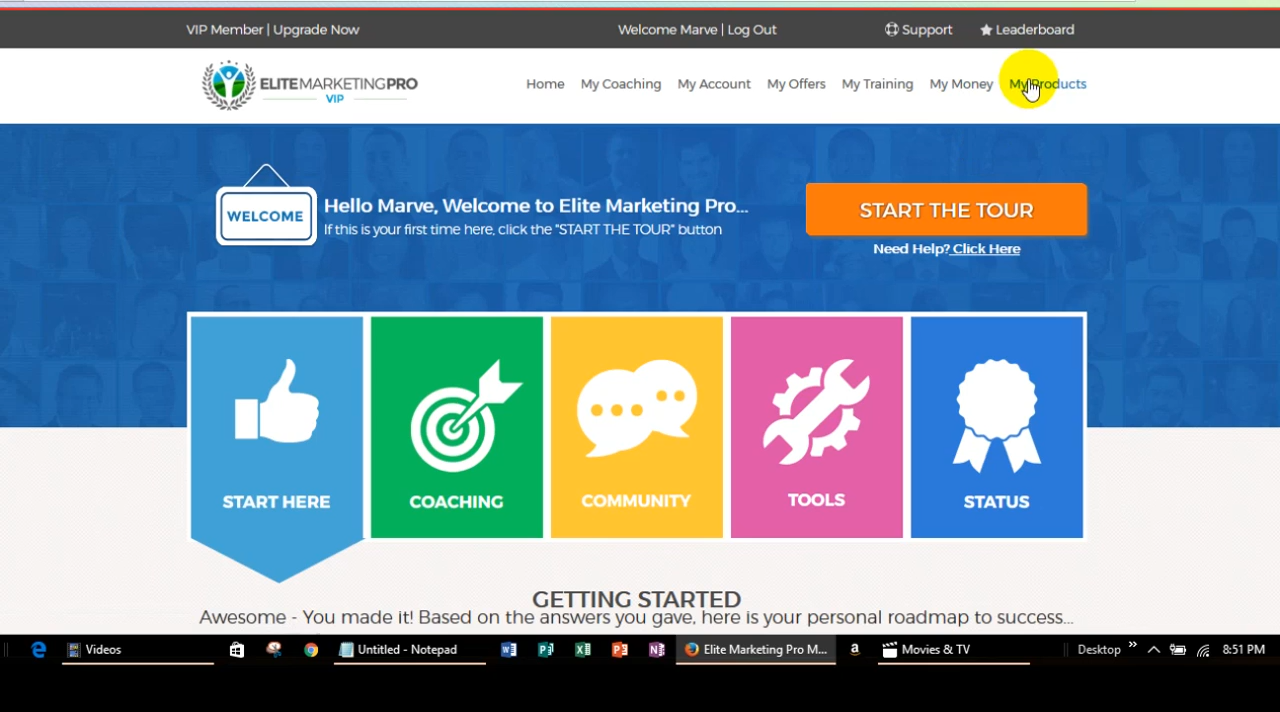 VIP Member | Upgrade Now
Welcome Marve | Log Out
Support
Leaderboard
ELITEMARKETINGPRO
VIP
Home
My Coaching
My Account
My Offers
My Training
My Money
My Products
WELCOME
Hello Marve, Welcome to Elite Marketing Pro...
If this is your first time here, click the "START THE TOUR" button
START THE TOUR
Need Help? Click Here
START HERE
COACHING
COMMUNITY
TOOLS
STATUS
GETTING STARTED
Awesome - You made it! Based on the answers you gave, here is your personal roadmap to success...
Videos
Untitled - Notepad
Elite Marketing Pro M...
Movies & TV
Desktop
8:51 PM